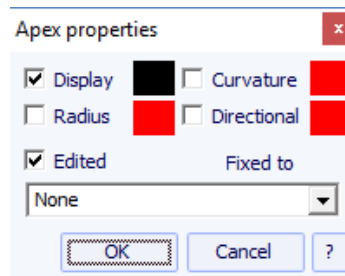 Apex properties x
Display Curvature
Radius Directional
Edited Fixed to
None
OK Cancel ?